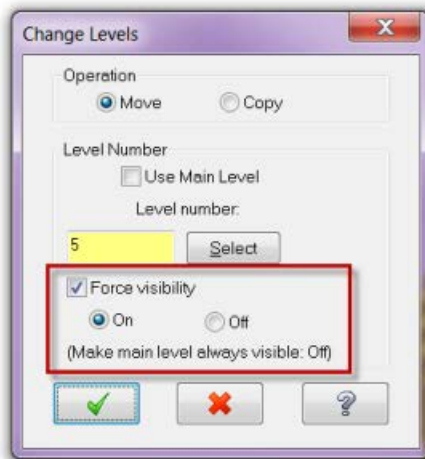 Change Levels
Operation
Move Copy
Level Number
Use Main Level
Level number:
5 Select
Force visibility
On Off
(Make main level always visible: Off)